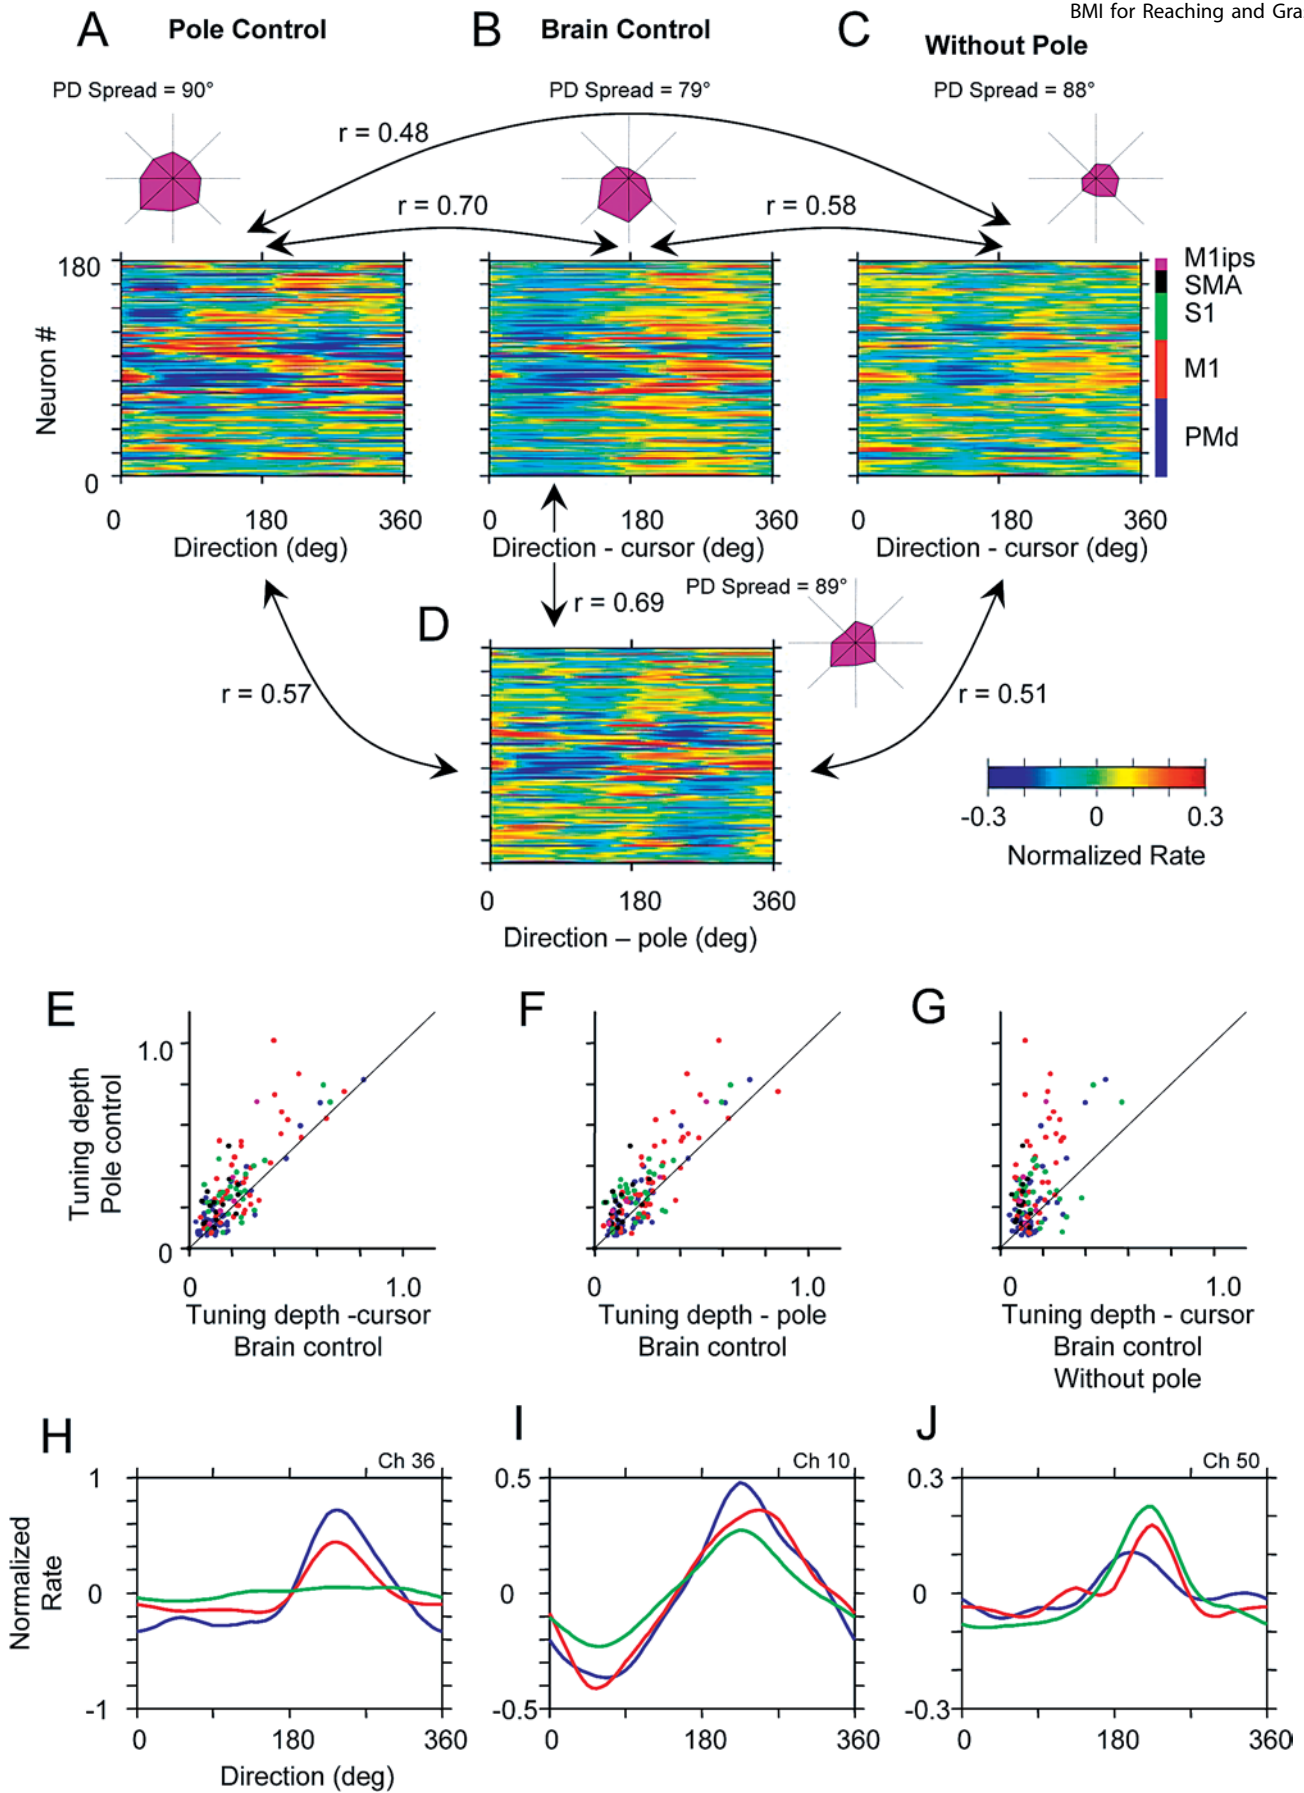 BMI for Reaching and Gra
A Pole Control
B Brain Control
C Without Pole
PD Spread = 90°
PD Spread = 79°
PD Spread = 88°
r = 0.48
r = 0.70
r = 0.58
180
Neuron #
0
M1ips
SMA
S1
M1
PMd
0 180 360
Direction (deg)
0 180 360
Direction - cursor (deg)
0 180 360
Direction - cursor (deg)
r = 0.69
PD Spread = 89°
D
r = 0.57
r = 0.51
0 180 360
Direction – pole (deg)
-0.3 0 0.3
Normalized Rate
E
F
G
Tuning depth
Pole control
1.0
0
0 1.0
Tuning depth -cursor
Brain control
0 1.0
Tuning depth - pole
Brain control
0 1.0
Tuning depth - cursor
Brain control
Without pole
H
Ch 36
I
Ch 10
J
Ch 50
Normalized
Rate
1
0
-1
0 180 360
Direction (deg)
0.5
0
-0.5
0 180 360
0.3
0
-0.3
0 180 360